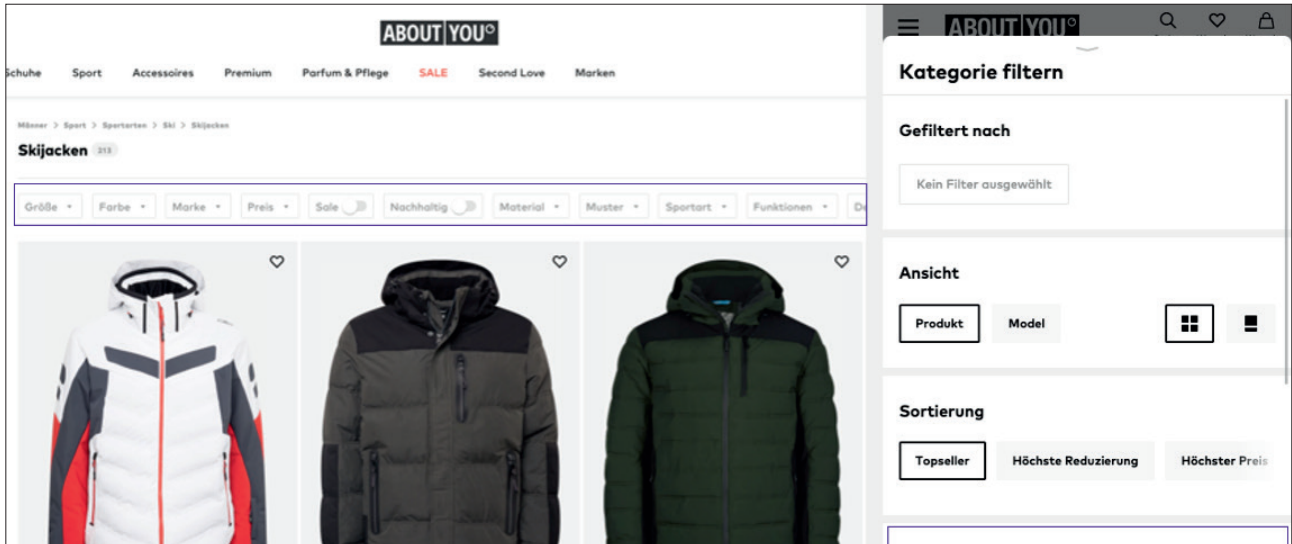 ABOUT YOU°
Schuhe Sport Accessoires Premium Parfum & Pflege SALE Second Love Marken
Männer > Sport > Sportarten > Ski > Skijacken
Skijacken 213
Größe Farbe Marke Preis Sale Nachhaltig Material Muster Sportart Funktionen De
ABOUT YOU°
Kategorie filtern
Gefiltert nach
Kein Filter ausgewählt
Ansicht
Produkt Model
Sortierung
Topseller Höchste Reduzierung Höchster Preis